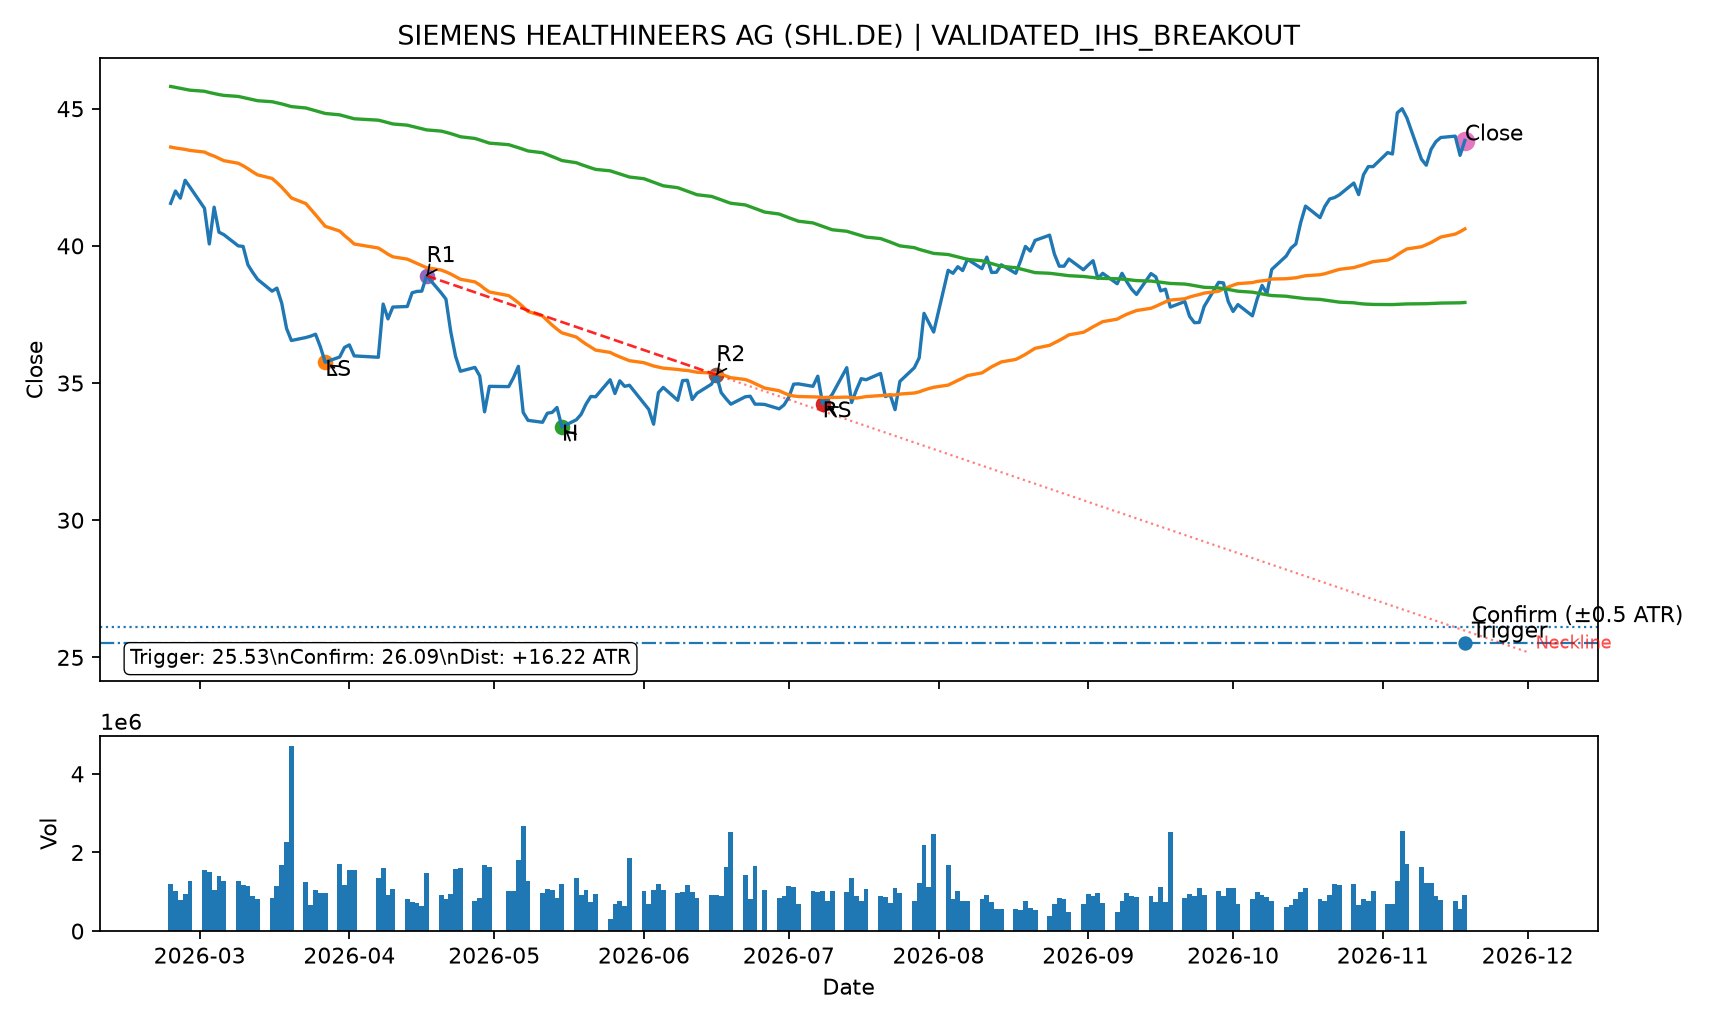 SIEMENS HEALTHINEERS AG (SHL.DE) | VALIDATED_IHS_BREAKOUT
45
40
35
30
25
Close
R1
LS
H
R2
RS
Close
Confirm (±0.5 ATR)
Trigger
Neckline
Trigger: 25.53\nConfirm: 26.09\nDist: +16.22 ATR
1e6
4
2
0
Vol
2026-03 2026-04 2026-05 2026-06 2026-07 2026-08 2026-09 2026-10 2026-11 2026-12
Date